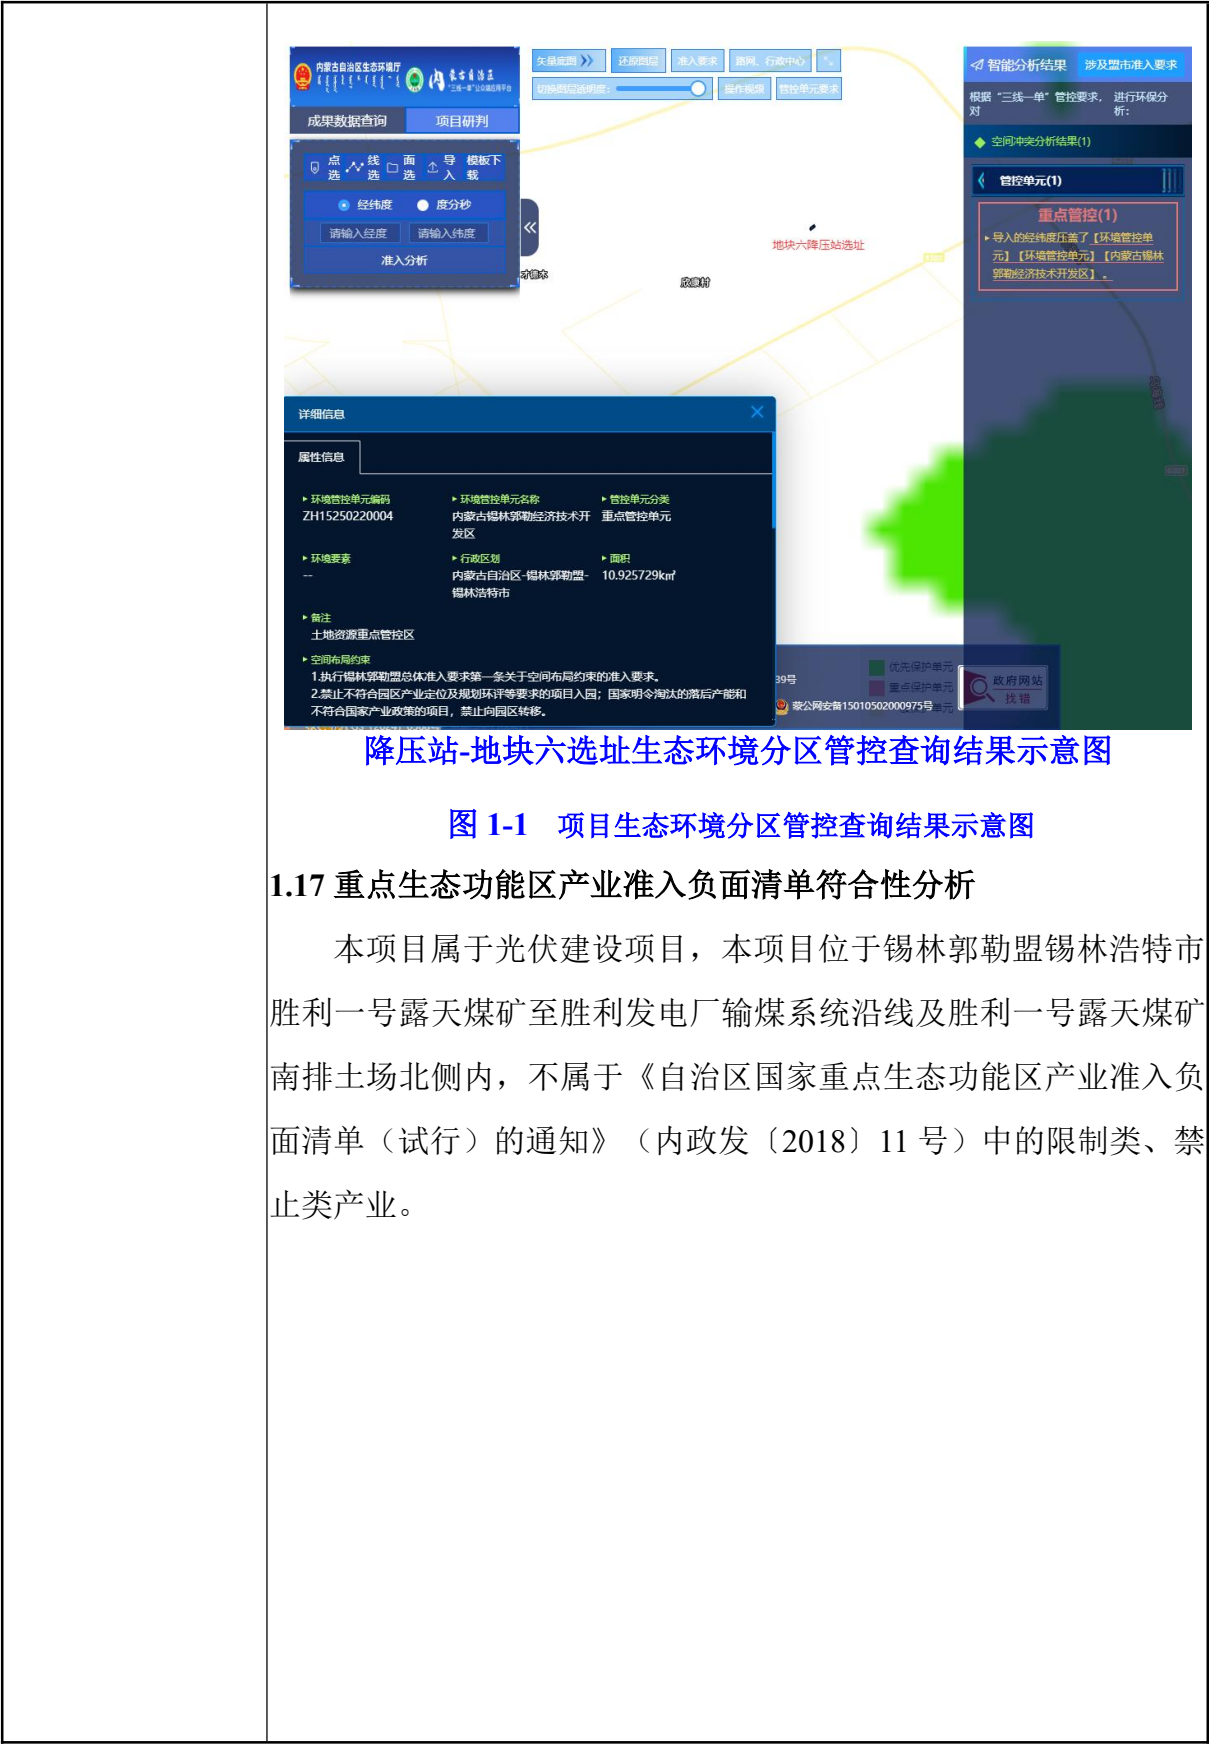 内蒙古自治区生态环境厅
内蒙古自治区
"三线一单"公众端应用平台
成果数据查询 项目研判
点选 线选 面选 导入 模板下载
经纬度 度分秒
请输入经度 请输入纬度
准入分析
矢量底图 还原图层 准入要求 路网、行政中心
切换图层透明度: 操作视频 管控单元要求
地块六降压站选址
欣康村
智能分析结果 涉及盟市准入要求
根据“三线一单”管控要求,对 进行环保分析:
空间冲突分析结果(1)
管控单元(1)
重点管控(1)
导入的经纬度压盖了【环境管控单
元】【环境管控单元】【内蒙古锡林
郭勒经济技术开发区】。
详细信息
属性信息
环境管控单元编码 环境管控单元名称 管控单元分类
ZH15250220004 内蒙古锡林郭勒经济技术开发区 重点管控单元
环境要素 行政区划 面积
-- 内蒙古自治区-锡林郭勒盟-锡林浩特市 10.925729km²
备注
土地资源重点管控区
空间布局约束
1.执行锡林郭勒盟总体准入要求第一条关于空间布局约束的准入要求。
2.禁止不符合园区产业定位及规划环评等要求的项目入园；国家明令淘汰的落后产能和
不符合国家产业政策的项目，禁止向园区转移。
39号
蒙公网安备15010502000975号
优先保护单元
重点保护单元
政府网站
找错
降压站-地块六选址生态环境分区管控查询结果示意图
图 1-1 项目生态环境分区管控查询结果示意图
1.17 重点生态功能区产业准入负面清单符合性分析
本项目属于光伏建设项目，本项目位于锡林郭勒盟锡林浩特市
胜利一号露天煤矿至胜利发电厂输煤系统沿线及胜利一号露天煤矿
南排土场北侧内，不属于《自治区国家重点生态功能区产业准入负
面清单（试行）的通知》（内政发〔2018〕11 号）中的限制类、禁
止类产业。